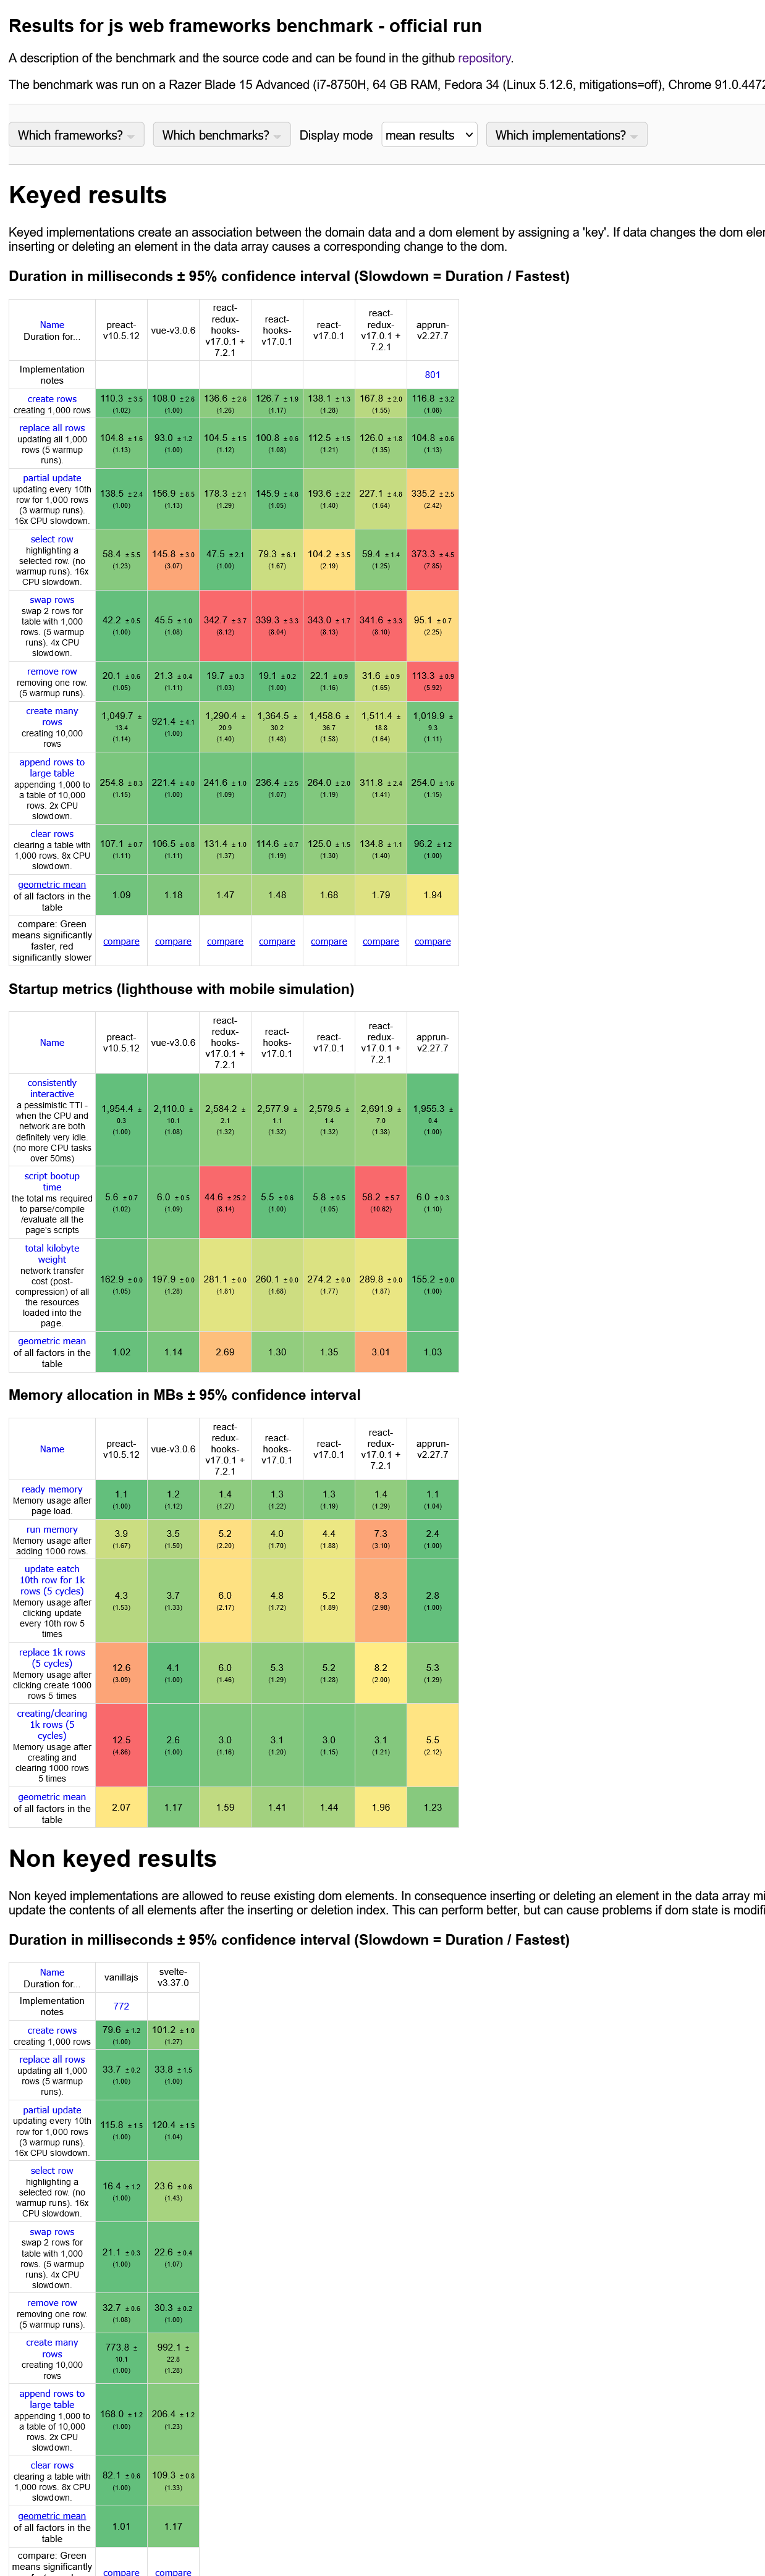 Results for js web frameworks benchmark - official run
A description of the benchmark and the source code and can be found in the github repository.
The benchmark was run on a Razer Blade 15 Advanced (i7-8750H, 64 GB RAM, Fedora 34 (Linux 5.12.6, mitigations=off), Chrome 91.0.4472
Which frameworks? Which benchmarks? Display mode mean results Which implementations?
Keyed results
Keyed implementations create an association between the domain data and a dom element by assigning a 'key'. If data changes the dom eler
inserting or deleting an element in the data array causes a corresponding change to the dom.
Duration in milliseconds ± 95% confidence interval (Slowdown = Duration / Fastest)
Name Duration for... preact-v10.5.12 vue-v3.0.6 react-redux-hooks-v17.0.1 + 7.2.1 react-hooks-v17.0.1 react-v17.0.1 react-redux-v17.0.1 + 7.2.1 apprun-v2.27.7
Implementation notes 801
create rows creating 1,000 rows 110.3 ± 3.5 (1.02) 108.0 ± 2.6 (1.00) 136.6 ± 2.6 (1.26) 126.7 ± 1.9 (1.17) 138.1 ± 1.3 (1.28) 167.8 ± 2.0 (1.55) 116.8 ± 3.2 (1.08)
replace all rows updating all 1,000 rows (5 warmup runs). 104.8 ± 1.6 (1.13) 93.0 ± 1.2 (1.00) 104.5 ± 1.5 (1.12) 100.8 ± 0.6 (1.08) 112.5 ± 1.5 (1.21) 126.0 ± 1.8 (1.35) 104.8 ± 0.6 (1.13)
partial update updating every 10th row for 1,000 rows (3 warmup runs). 16x CPU slowdown. 138.5 ± 2.4 (1.00) 156.9 ± 8.5 (1.13) 178.3 ± 2.1 (1.29) 145.9 ± 4.8 (1.05) 193.6 ± 2.2 (1.40) 227.1 ± 4.8 (1.64) 335.2 ± 2.5 (2.42)
select row highlighting a selected row. (no warmup runs). 16x CPU slowdown. 58.4 ± 5.5 (1.23) 145.8 ± 3.0 (3.07) 47.5 ± 2.1 (1.00) 79.3 ± 6.1 (1.67) 104.2 ± 3.5 (2.19) 59.4 ± 1.4 (1.25) 373.3 ± 4.5 (7.85)
swap rows swap 2 rows for table with 1,000 rows. (5 warmup runs). 4x CPU slowdown. 42.2 ± 0.5 (1.00) 45.5 ± 1.0 (1.08) 342.7 ± 3.7 (8.12) 339.3 ± 3.3 (8.04) 343.0 ± 1.7 (8.13) 341.6 ± 3.3 (8.10) 95.1 ± 0.7 (2.25)
remove row removing one row. (5 warmup runs). 20.1 ± 0.6 (1.05) 21.3 ± 0.4 (1.11) 19.7 ± 0.3 (1.03) 19.1 ± 0.2 (1.00) 22.1 ± 0.9 (1.16) 31.6 ± 0.9 (1.65) 113.3 ± 0.9 (5.92)
create many rows creating 10,000 rows 1,049.7 ± 13.4 (1.14) 921.4 ± 4.1 (1.00) 1,290.4 ± 20.9 (1.40) 1,364.5 ± 30.2 (1.48) 1,458.6 ± 36.7 (1.58) 1,511.4 ± 18.8 (1.64) 1,019.9 ± 9.3 (1.11)
append rows to large table appending 1,000 to a table of 10,000 rows. 2x CPU slowdown. 254.8 ± 8.3 (1.15) 221.4 ± 4.0 (1.00) 241.6 ± 1.0 (1.09) 236.4 ± 2.5 (1.07) 264.0 ± 2.0 (1.19) 311.8 ± 2.4 (1.41) 254.0 ± 1.6 (1.15)
clear rows clearing a table with 1,000 rows. 8x CPU slowdown. 107.1 ± 0.7 (1.11) 106.5 ± 0.8 (1.11) 131.4 ± 1.0 (1.37) 114.6 ± 0.7 (1.19) 125.0 ± 1.5 (1.30) 134.8 ± 1.1 (1.40) 96.2 ± 1.2 (1.00)
geometric mean of all factors in the table 1.09 1.18 1.47 1.48 1.68 1.79 1.94
compare: Green means significantly faster, red significantly slower compare compare compare compare compare compare compare
Startup metrics (lighthouse with mobile simulation)
Name preact-v10.5.12 vue-v3.0.6 react-redux-hooks-v17.0.1 + 7.2.1 react-hooks-v17.0.1 react-v17.0.1 react-redux-v17.0.1 + 7.2.1 apprun-v2.27.7
consistently interactive a pessimistic TTI - when the CPU and network are both definitely very idle. (no more CPU tasks over 50ms) 1,954.4 ± 0.3 (1.00) 2,110.0 ± 10.1 (1.08) 2,584.2 ± 2.1 (1.32) 2,577.9 ± 1.1 (1.32) 2,579.5 ± 1.4 (1.32) 2,691.9 ± 7.0 (1.38) 1,955.3 ± 0.4 (1.00)
script bootup time the total ms required to parse/compile/evaluate all the page's scripts 5.6 ± 0.7 (1.02) 6.0 ± 0.5 (1.09) 44.6 ± 25.2 (8.14) 5.5 ± 0.6 (1.00) 5.8 ± 0.5 (1.05) 58.2 ± 5.7 (10.62) 6.0 ± 0.3 (1.10)
total kilobyte weight network transfer cost (post-compression) of all the resources loaded into the page. 162.9 ± 0.0 (1.05) 197.9 ± 0.0 (1.28) 281.1 ± 0.0 (1.81) 260.1 ± 0.0 (1.68) 274.2 ± 0.0 (1.77) 289.8 ± 0.0 (1.87) 155.2 ± 0.0 (1.00)
geometric mean of all factors in the table 1.02 1.14 2.69 1.30 1.35 3.01 1.03
Memory allocation in MBs ± 95% confidence interval
Name preact-v10.5.12 vue-v3.0.6 react-redux-hooks-v17.0.1 + 7.2.1 react-hooks-v17.0.1 react-v17.0.1 react-redux-v17.0.1 + 7.2.1 apprun-v2.27.7
ready memory Memory usage after page load. 1.1 (1.00) 1.2 (1.12) 1.4 (1.27) 1.3 (1.22) 1.3 (1.19) 1.4 (1.29) 1.1 (1.04)
run memory Memory usage after adding 1000 rows. 3.9 (1.67) 3.5 (1.50) 5.2 (2.20) 4.0 (1.70) 4.4 (1.88) 7.3 (3.10) 2.4 (1.00)
update eatch 10th row for 1k rows (5 cycles) Memory usage after clicking update every 10th row 5 times 4.3 (1.53) 3.7 (1.33) 6.0 (2.17) 4.8 (1.72) 5.2 (1.89) 8.3 (2.98) 2.8 (1.00)
replace 1k rows (5 cycles) Memory usage after clicking create 1000 rows 5 times 12.6 (3.09) 4.1 (1.00) 6.0 (1.46) 5.3 (1.29) 5.2 (1.28) 8.2 (2.00) 5.3 (1.29)
creating/clearing 1k rows (5 cycles) Memory usage after creating and clearing 1000 rows 5 times 12.5 (4.86) 2.6 (1.00) 3.0 (1.16) 3.1 (1.20) 3.0 (1.15) 3.1 (1.21) 5.5 (2.12)
geometric mean of all factors in the table 2.07 1.17 1.59 1.41 1.44 1.96 1.23
Non keyed results
Non keyed implementations are allowed to reuse existing dom elements. In consequence inserting or deleting an element in the data array mi
update the contents of all elements after the inserting or deletion index. This can perform better, but can cause problems if dom state is modifi
Duration in milliseconds ± 95% confidence interval (Slowdown = Duration / Fastest)
Name Duration for... vanillajs svelte-v3.37.0
Implementation notes 772
create rows creating 1,000 rows 79.6 ± 1.2 (1.00) 101.2 ± 1.0 (1.27)
replace all rows updating all 1,000 rows (5 warmup runs). 33.7 ± 0.2 (1.00) 33.8 ± 1.5 (1.00)
partial update updating every 10th row for 1,000 rows (3 warmup runs). 16x CPU slowdown. 115.8 ± 1.5 (1.00) 120.4 ± 1.5 (1.04)
select row highlighting a selected row. (no warmup runs). 16x CPU slowdown. 16.4 ± 1.2 (1.00) 23.6 ± 0.6 (1.43)
swap rows swap 2 rows for table with 1,000 rows. (5 warmup runs). 4x CPU slowdown. 21.1 ± 0.3 (1.00) 22.6 ± 0.4 (1.07)
remove row removing one row. (5 warmup runs). 32.7 ± 0.6 (1.08) 30.3 ± 0.2 (1.00)
create many rows creating 10,000 rows 773.8 ± 10.1 (1.00) 992.1 ± 22.8 (1.28)
append rows to large table appending 1,000 to a table of 10,000 rows. 2x CPU slowdown. 168.0 ± 1.2 (1.00) 206.4 ± 1.2 (1.23)
clear rows clearing a table with 1,000 rows. 8x CPU slowdown. 82.1 ± 0.6 (1.00) 109.3 ± 0.8 (1.33)
geometric mean of all factors in the table 1.01 1.17
compare: Green means significantly compare compare